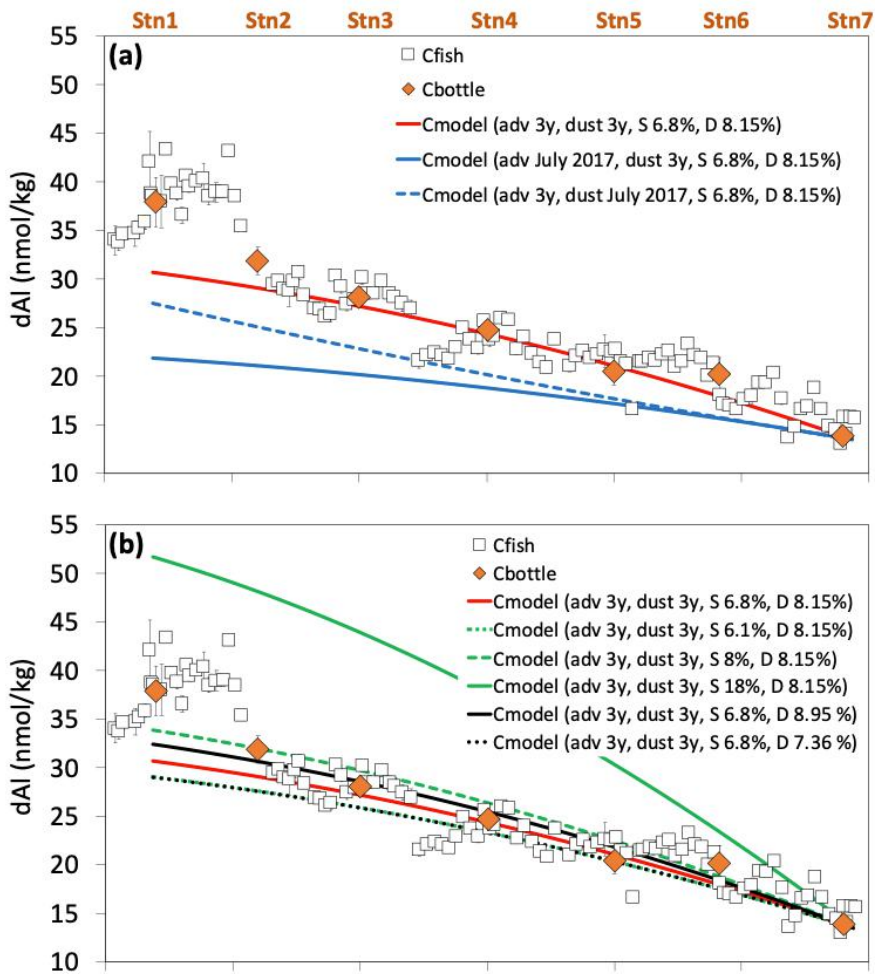 Stn1 Stn2 Stn3 Stn4 Stn5 Stn6 Stn7
(a)
dAl (nmol/kg)
55
50
45
40
35
30
25
20
15
10
Cfish
Cbottle
Cmodel (adv 3y, dust 3y, S 6.8%, D 8.15%)
Cmodel (adv July 2017, dust 3y, S 6.8%, D 8.15%)
Cmodel (adv 3y, dust July 2017, S 6.8%, D 8.15%)
(b)
dAl (nmol/kg)
55
50
45
40
35
30
25
20
15
10
Cfish
Cbottle
Cmodel (adv 3y, dust 3y, S 6.8%, D 8.15%)
Cmodel (adv 3y, dust 3y, S 6.1%, D 8.15%)
Cmodel (adv 3y, dust 3y, S 8%, D 8.15%)
Cmodel (adv 3y, dust 3y, S 18%, D 8.15%)
Cmodel (adv 3y, dust 3y, S 6.8%, D 8.95 %)
Cmodel (adv 3y, dust 3y, S 6.8%, D 7.36 %)